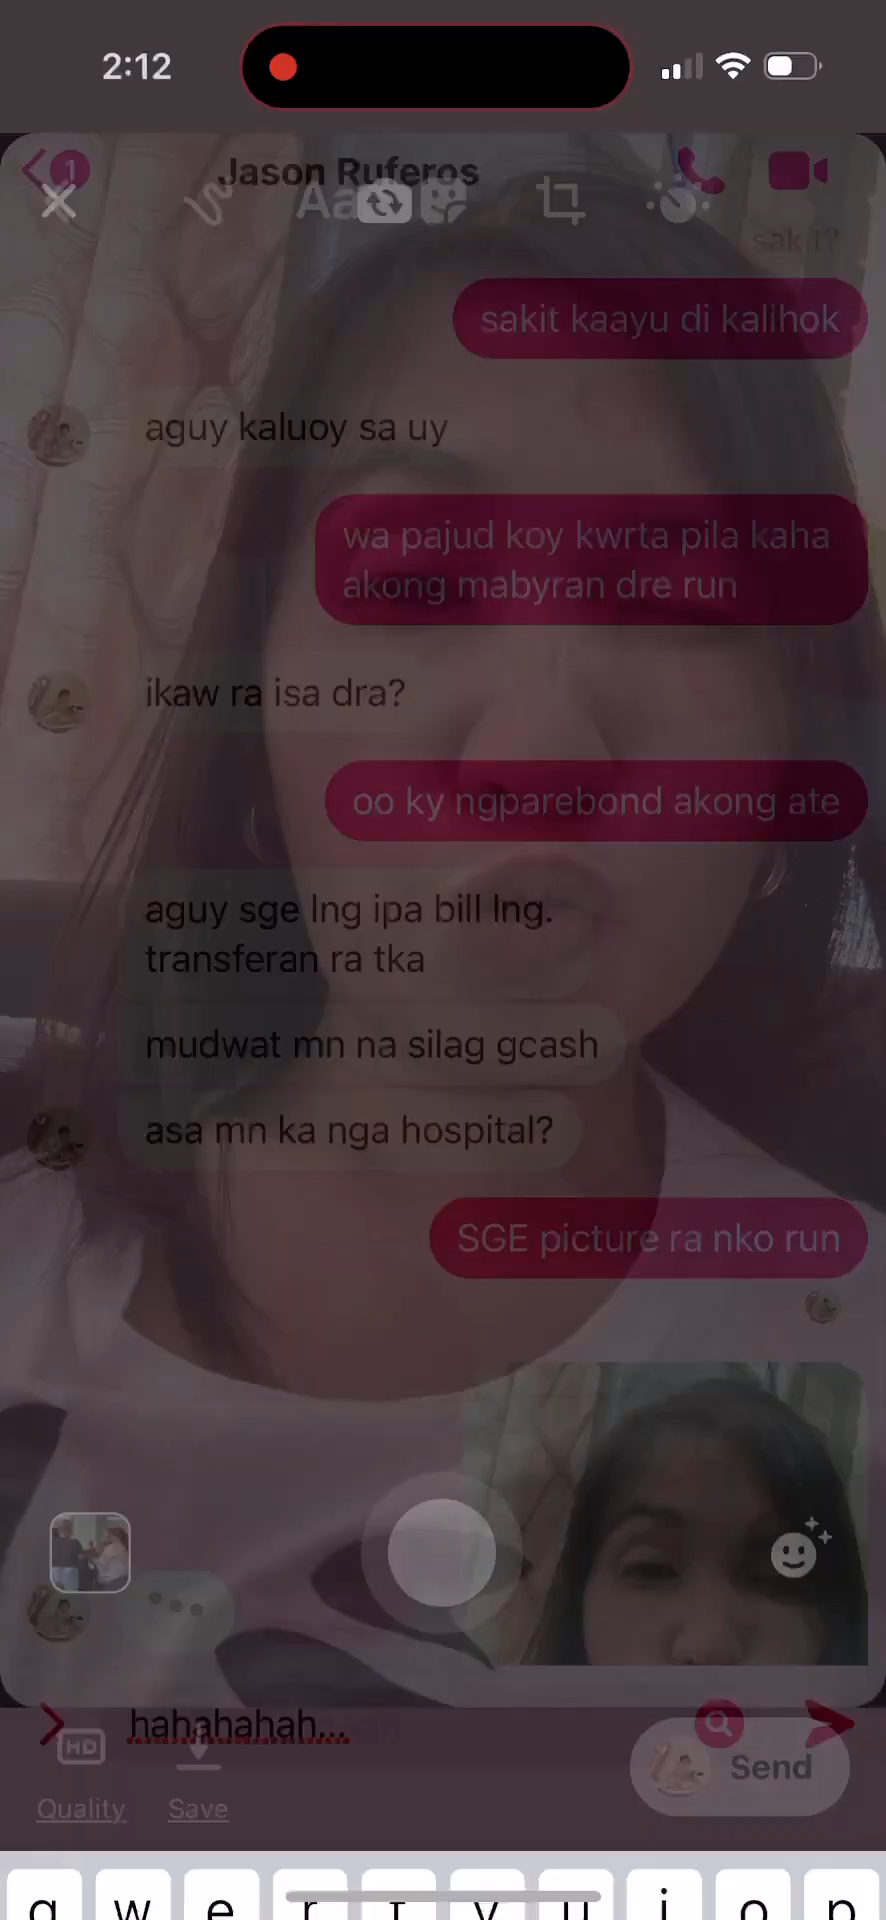 2:12
1
Jason Ruferos
Aa
sakit?
sakit kaayu di kalihok
aguy kaluoy sa uy
wa pajud koy kwrta pila kaha
akong mabyran dre run
ikaw ra isa dra?
oo ky ngparebond akong ate
aguy sge lng ipa bill lng.
transferan ra tka
mudwat mn na silag gcash
asa mn ka nga hospital?
SGE picture ra nko run
hahahahah...
HD
Send
Quality Save
q w e r t y u i o p